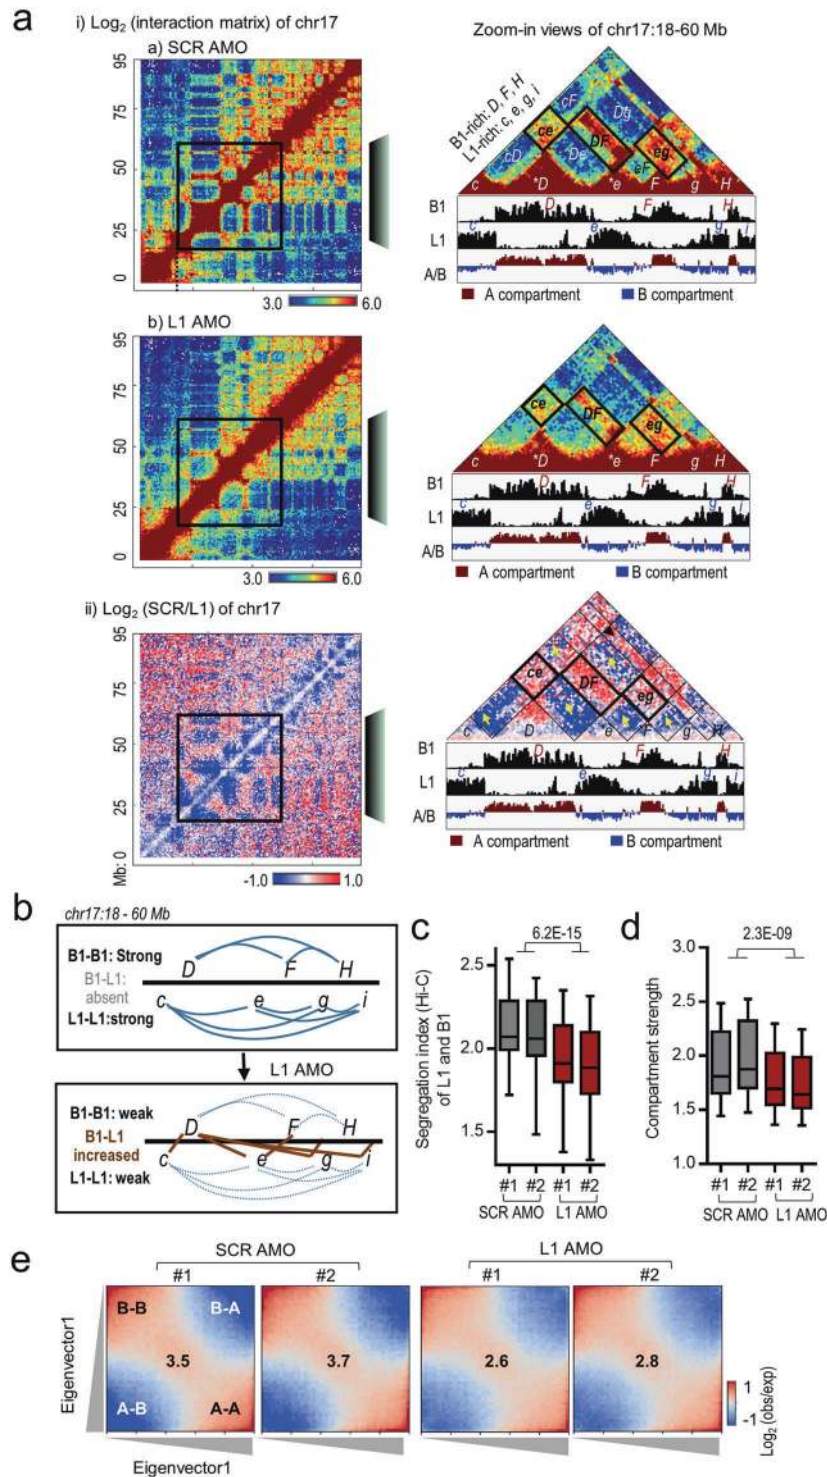 a
i) Log2 (interaction matrix) of chr17
a) SCR AMO
95
75
50
25
0
3.0 6.0
Zoom-in views of chr17:18-60 Mb
B1-rich: D, F, H
L1-rich: c, e, g, i
cF Dg
ce DF eg
cD De eF
c *D *e F g H
B1 D F H
L1 c e g i
A/B
A compartment B compartment
b) L1 AMO
95
75
50
25
0
3.0 6.0
ce DF eg
c *D *e F g H
B1 D F H
L1 c e g i
A/B
A compartment B compartment
ii) Log2 (SCR/L1) of chr17
95
75
50
25
Mb: 0
-1.0 1.0
ce DF eg
c D e F g H
B1 D F H
L1 c e g i
A/B
A compartment B compartment
b
chr17:18 - 60 Mb
B1-B1: Strong
D F H
B1-L1:
absent
c e g i
L1-L1:strong
L1 AMO
B1-B1: weak
D F H
B1-L1
increased
c e g i
L1-L1: weak
c
6.2E-15
Segregation index (Hi-C)
of L1 and B1
2.5
2.0
1.5
#1 #2 #1 #2
SCR AMO L1 AMO
d
2.3E-09
Compartment strength
3.0
2.5
2.0
1.5
1.0
#1 #2 #1 #2
SCR AMO L1 AMO
e
SCR AMO L1 AMO
#1 #2 #1 #2
Eigenvector1
B-B B-A
3.5 3.7 2.6 2.8
A-B A-A
1
-1
Log2 (obs/exp)
Eigenvector1